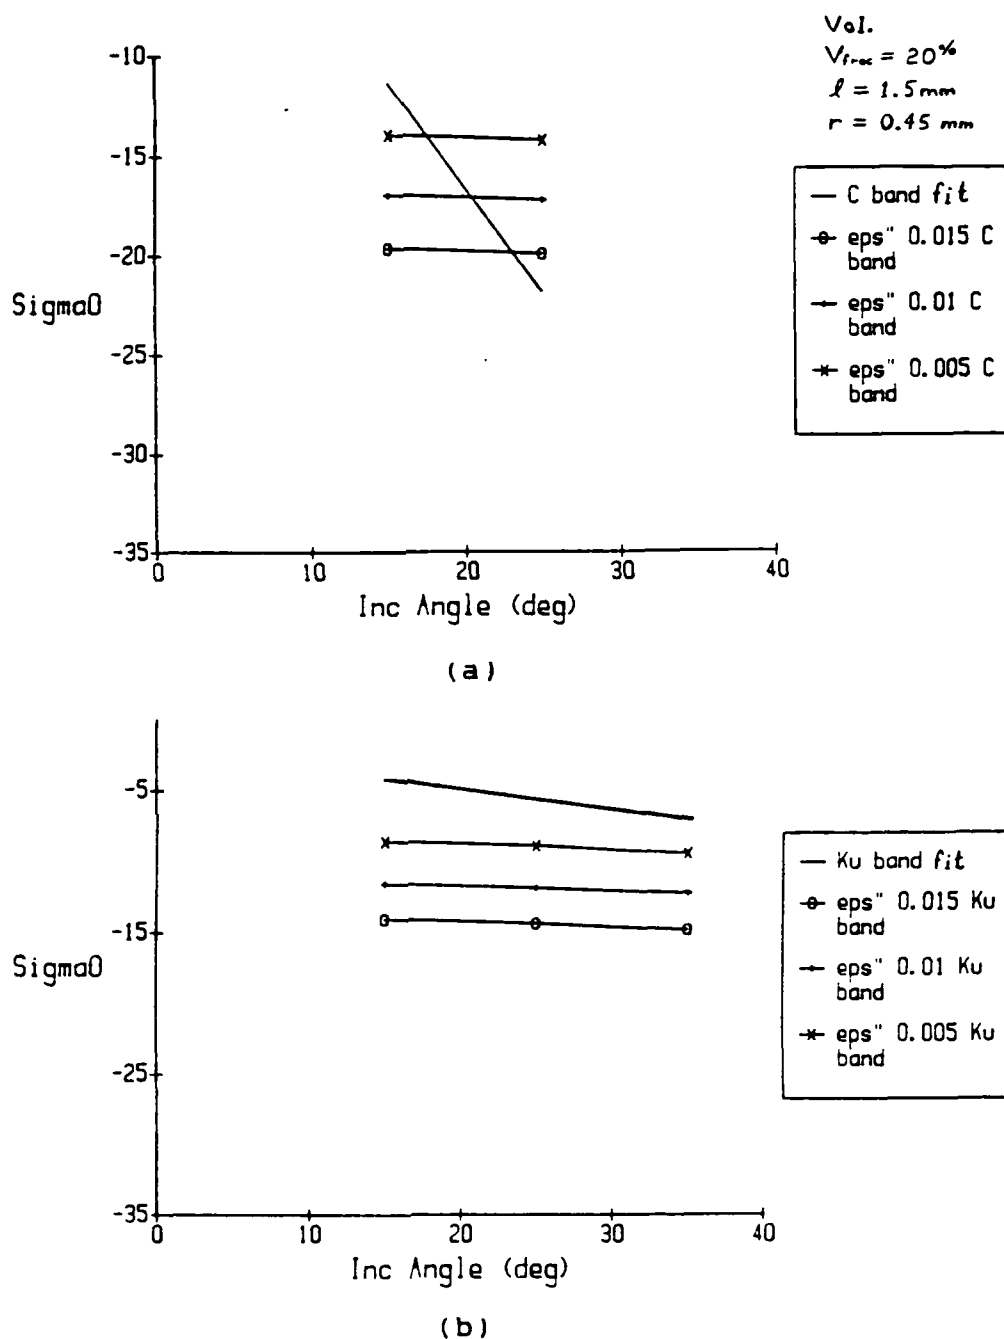 Vol.
Vfrac = 20%
l = 1.5mm
r = 0.45 mm
-10
-15
-20
-25
-30
-35
Sigma0
0
10
20
30
40
Inc Angle (deg)
C band fit
eps" 0.015 C
band
eps" 0.01 C
band
eps" 0.005 C
band
(a)
-5
-15
-25
-35
Sigma0
0
10
20
30
40
Inc Angle (deg)
Ku band fit
eps" 0.015 Ku
band
eps" 0.01 Ku
band
eps" 0.005 Ku
band
(b)